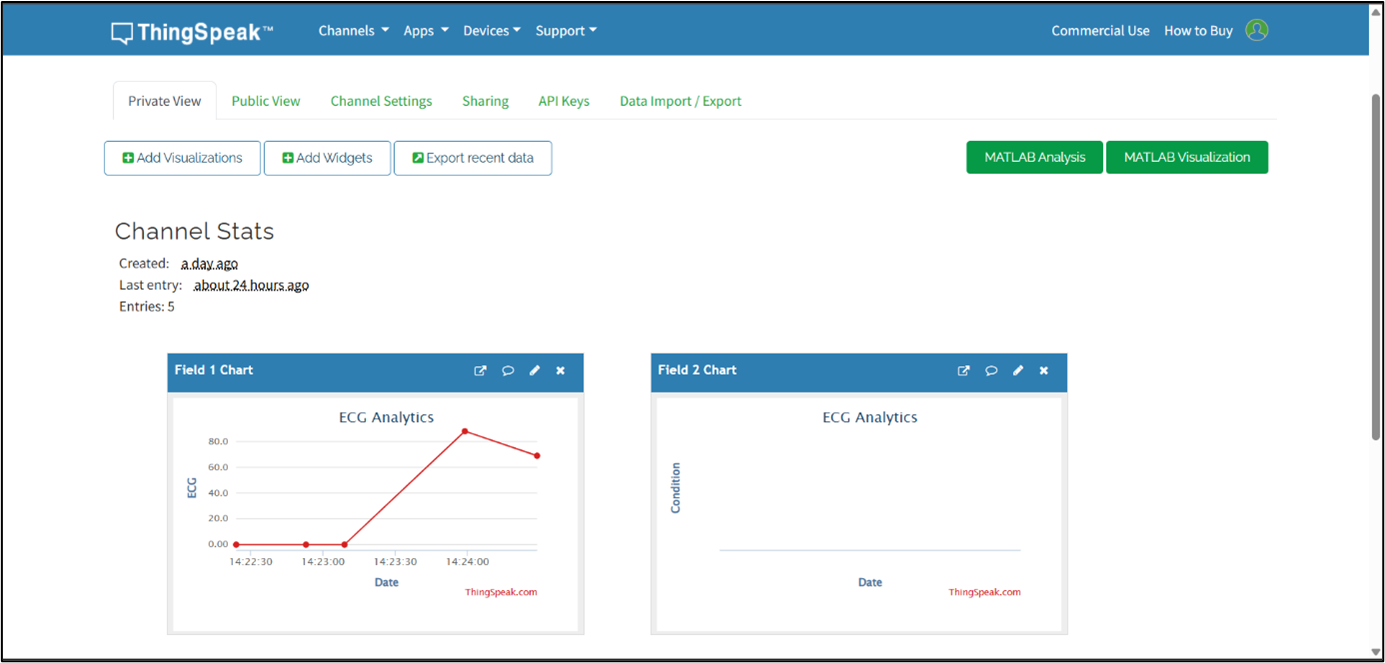 ThingSpeak™ Channels Apps Devices Support Commercial Use How to Buy
Private View Public View Channel Settings Sharing API Keys Data Import / Export
Add Visualizations Add Widgets Export recent data MATLAB Analysis MATLAB Visualization
Channel Stats
Created: a day ago
Last entry: about 24 hours ago
Entries: 5
Field 1 Chart
ECG Analytics
ECG
80.0
60.0
40.0
20.0
0.00
14:22:30 14:23:00 14:23:30 14:24:00
Date
ThingSpeak.com
Field 2 Chart
ECG Analytics
Condition
Date
ThingSpeak.com